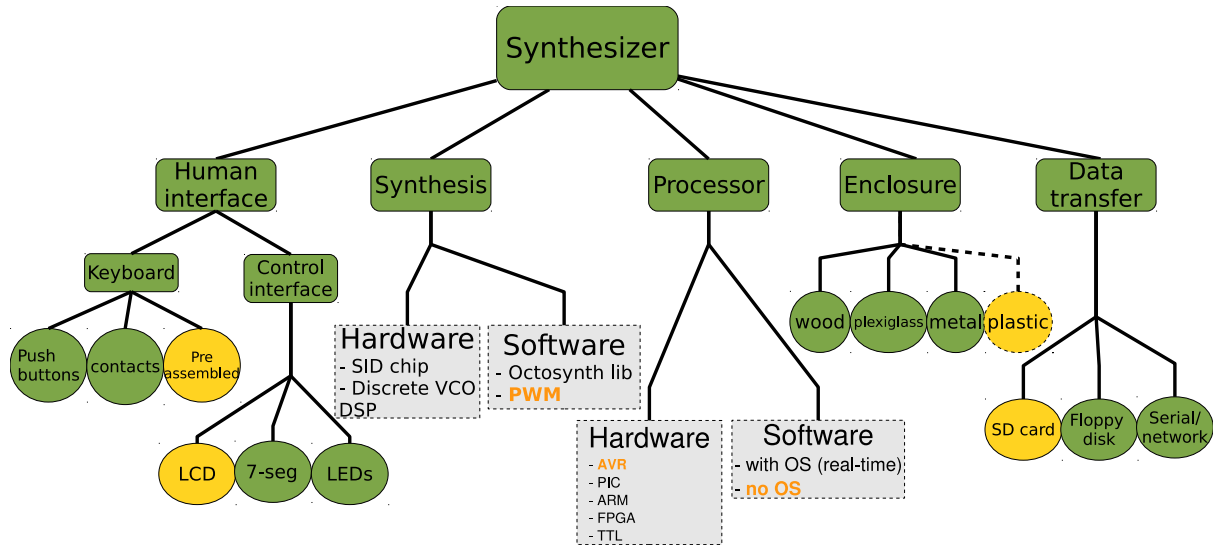 Synthesizer
Human
interface
Synthesis
Processor
Enclosure
Data
transfer
Keyboard
Control
interface
Push
buttons
contacts
Pre
assembled
LCD
7-seg
LEDs
Hardware
- SID chip
- Discrete VCO
DSP
Software
- Octosynth lib
- PWM
Hardware
- AVR
- PIC
- ARM
- FPGA
- TTL
Software
- with OS (real-time)
- no OS
wood
plexiglass
metal
plastic
SD card
Floppy
disk
Serial/
network